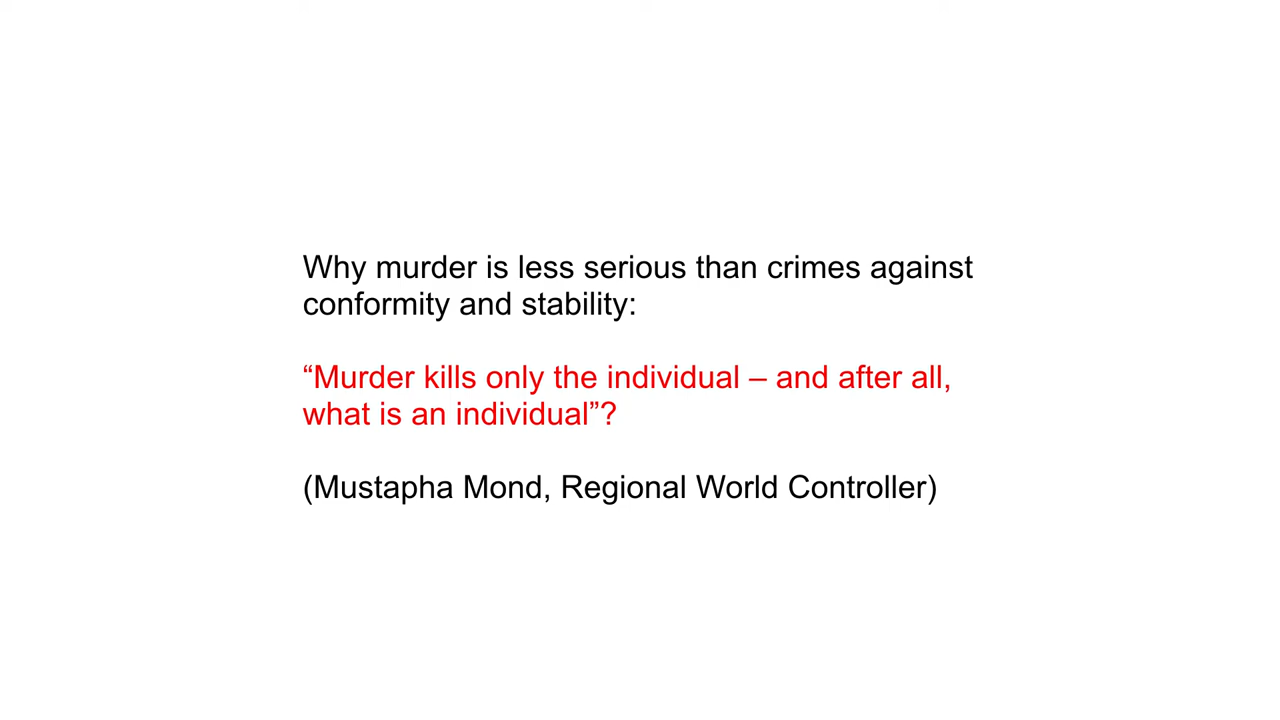 Why murder is less serious than crimes against
conformity and stability:
“Murder kills only the individual – and after all,
what is an individual”?
(Mustapha Mond, Regional World Controller)